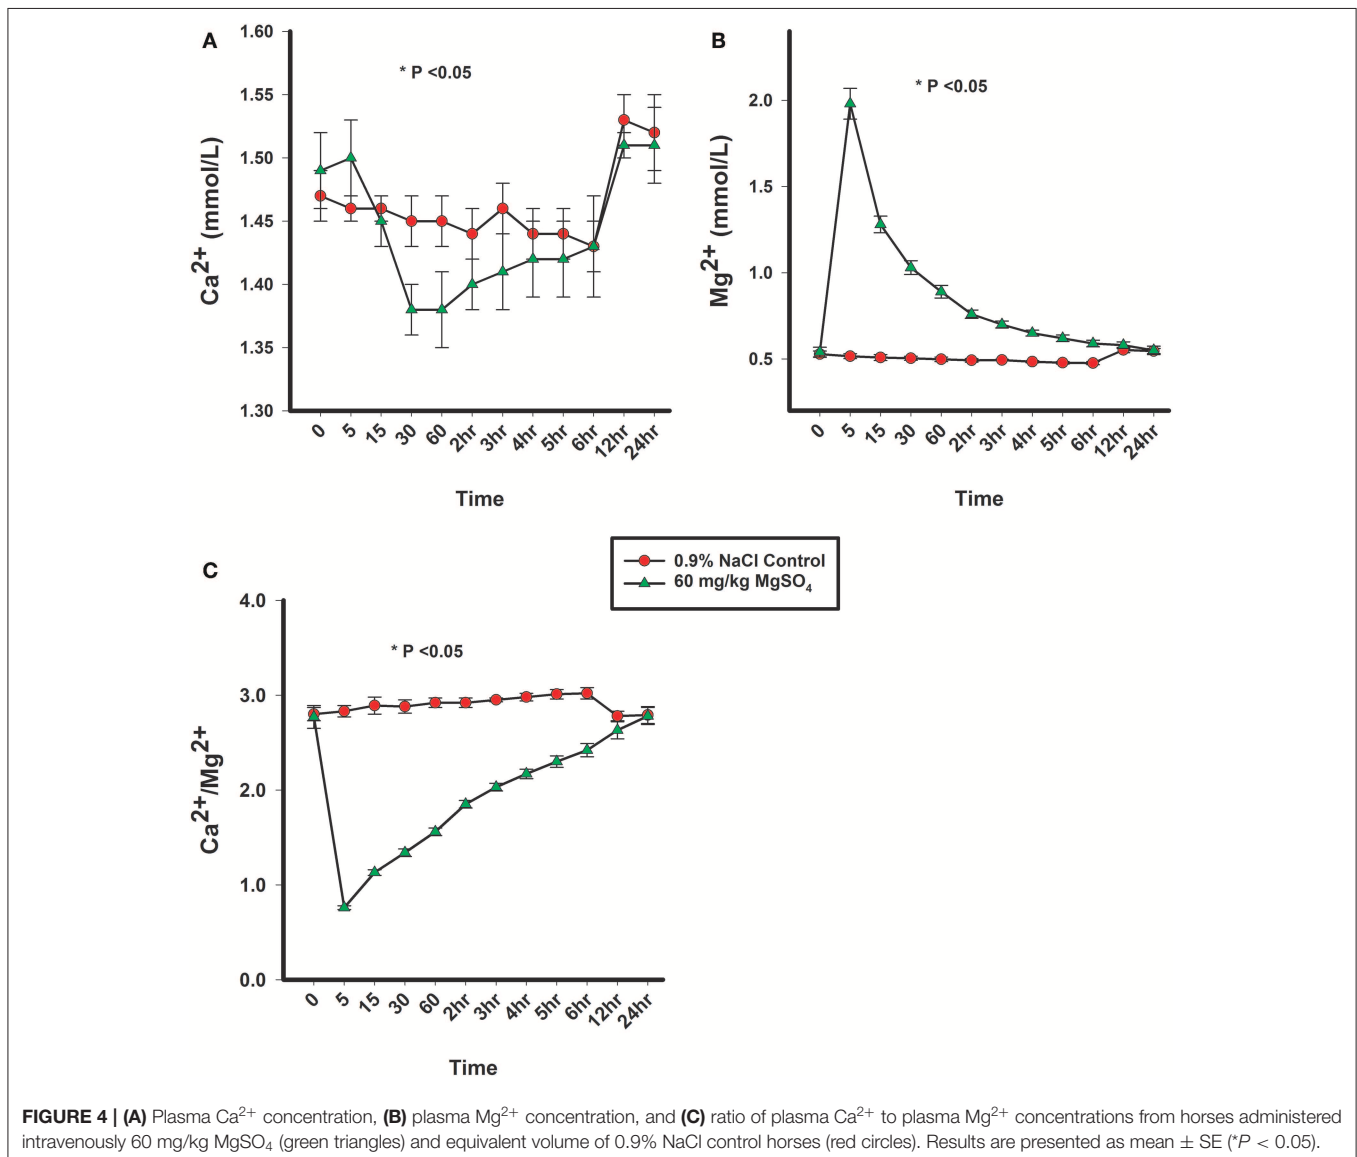 A
* P <0.05
Ca2+ (mmol/L)
1.60
1.55
1.50
1.45
1.40
1.35
1.30
0 5 15 30 60 2hr 3hr 4hr 5hr 6hr 12hr 24hr
Time
B
* P <0.05
Mg2+ (mmol/L)
2.0
1.5
1.0
0.5
0 5 15 30 60 2hr 3hr 4hr 5hr 6hr 12hr 24hr
Time
0.9% NaCl Control
60 mg/kg MgSO4
C
* P <0.05
Ca2+/Mg2+
4.0
3.0
2.0
1.0
0.0
0 5 15 30 60 2hr 3hr 4hr 5hr 6hr 12hr 24hr
Time
FIGURE 4 | (A) Plasma Ca2+ concentration, (B) plasma Mg2+ concentration, and (C) ratio of plasma Ca2+ to plasma Mg2+ concentrations from horses administered
intravenously 60 mg/kg MgSO4 (green triangles) and equivalent volume of 0.9% NaCl control horses (red circles). Results are presented as mean ± SE (*P < 0.05).